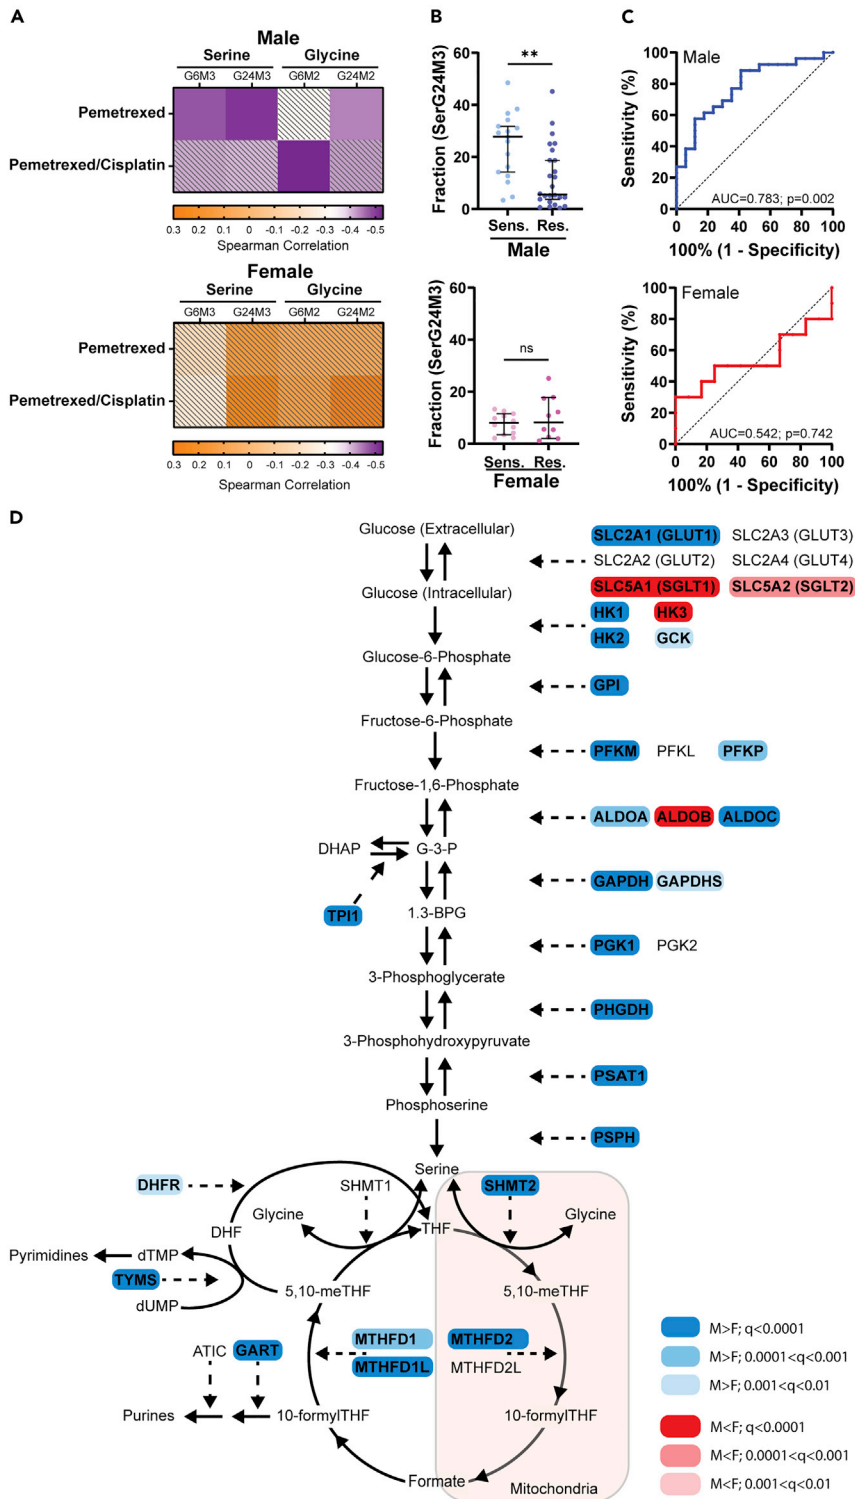 A
Male
Serine Glycine
G6M3 G24M3 G6M2 G24M2
Pemetrexed
Pemetrexed/Cisplatin
0.3 0.2 0.1 0 -0.1 -0.2 -0.3 -0.4 -0.5
Spearman Correlation
Female
Serine Glycine
G6M3 G24M3 G6M2 G24M2
Pemetrexed
Pemetrexed/Cisplatin
0.3 0.2 0.1 0 -0.1 -0.2 -0.3 -0.4 -0.5
Spearman Correlation
B
Fraction (SerG24M3)
60
40
20
0
**
Sens. Res.
Male
Fraction (SerG24M3)
60
40
20
0
ns
Sens. Res.
Female
C
Sensitivity (%)
100
80
60
40
20
0
Male
AUC=0.783; p=0.002
0 20 40 60 80 100
100% (1 - Specificity)
Sensitivity (%)
100
80
60
40
20
0
Female
AUC=0.542; p=0.742
0 20 40 60 80 100
100% (1 - Specificity)
D
Glucose (Extracellular)
SLC2A1 (GLUT1) SLC2A3 (GLUT3)
SLC2A2 (GLUT2) SLC2A4 (GLUT4)
SLC5A1 (SGLT1) SLC5A2 (SGLT2)
Glucose (Intracellular)
HK1 HK3
HK2 GCK
Glucose-6-Phosphate
GPI
Fructose-6-Phosphate
PFKM PFKL PFKP
Fructose-1,6-Phosphate
ALDOA ALDOB ALDOC
DHAP G-3-P
GAPDH GAPDHS
TPI1 1.3-BPG
PGK1 PGK2
3-Phosphoglycerate
PHGDH
3-Phosphohydroxypyruvate
PSAT1
Phosphoserine
PSPH
Serine
DHFR SHMT1 SHMT2
Glycine THF Glycine
DHF
Pyrimidines dTMP
TYMS 5,10-meTHF 5,10-meTHF
dUMP
MTHFD1 MTHFD2
ATIC GART
MTHFD1L MTHFD2L
Purines 10-formylTHF 10-formylTHF
Formate Mitochondria
M>F; q<0.0001
M>F; 0.0001<q<0.001
M>F; 0.001<q<0.01
M<F; q<0.0001
M<F; 0.0001<q<0.001
M<F; 0.001<q<0.01